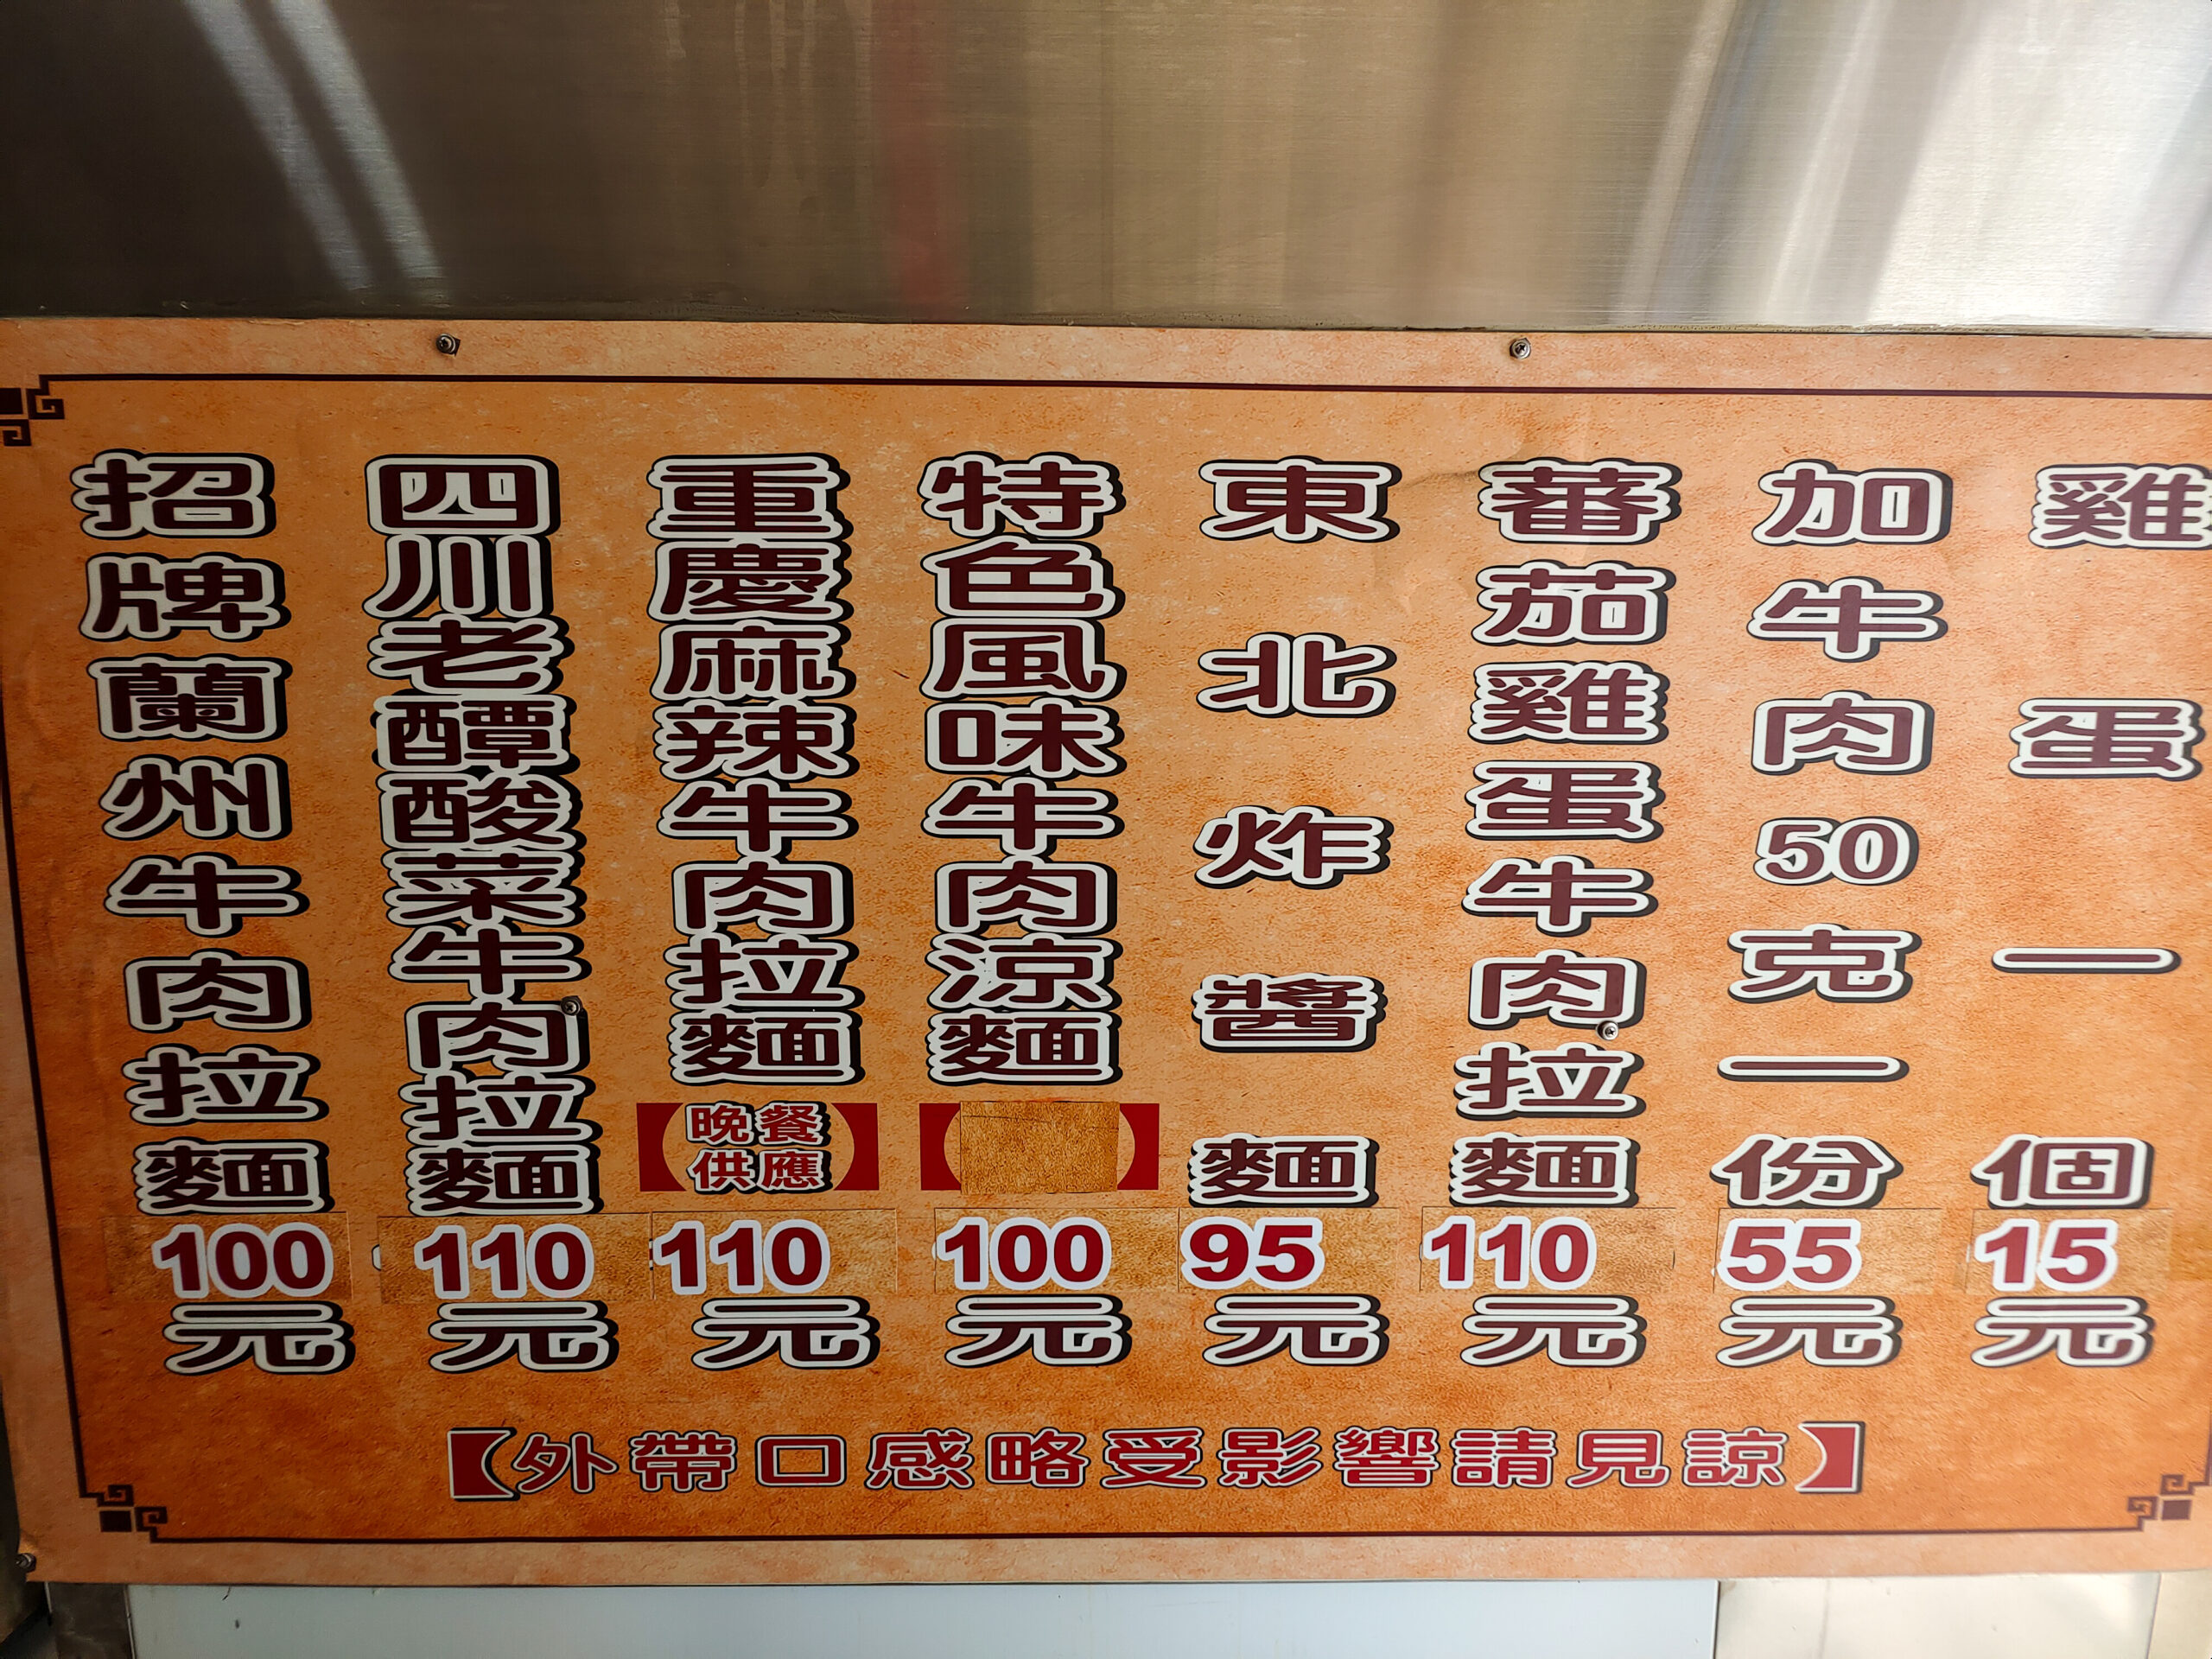 招牌蘭州牛肉拉麵100元
四川老醰酸菜牛肉拉麵110元
重慶麻辣牛肉拉麵【晚餐供應】110元
特色風味牛肉涼麵【】100元
東北炸醬麵95元
蕃茄雞蛋牛肉拉麵110元
加牛肉50克一份55元
雞蛋一個15元
【外帶口感略受影響請見諒】